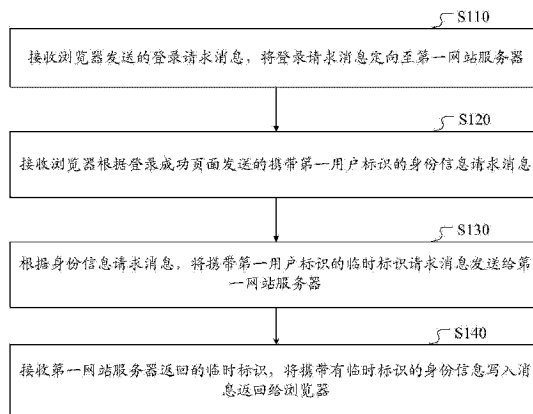 S110
接收浏览器发送的登录请求消息，将登录请求消息定向至第一网站服务器
S120
接收浏览器根据登录成功页面发送的携带第一用户标识的身份信息请求消息
S130
根据身份信息请求消息，将携带第一用户标识的临时标识请求消息发送给第
一网站服务器
S140
接收第一网站服务器返回的临时标识，将携带有临时标识的身份信息写入消
息返回给浏览器